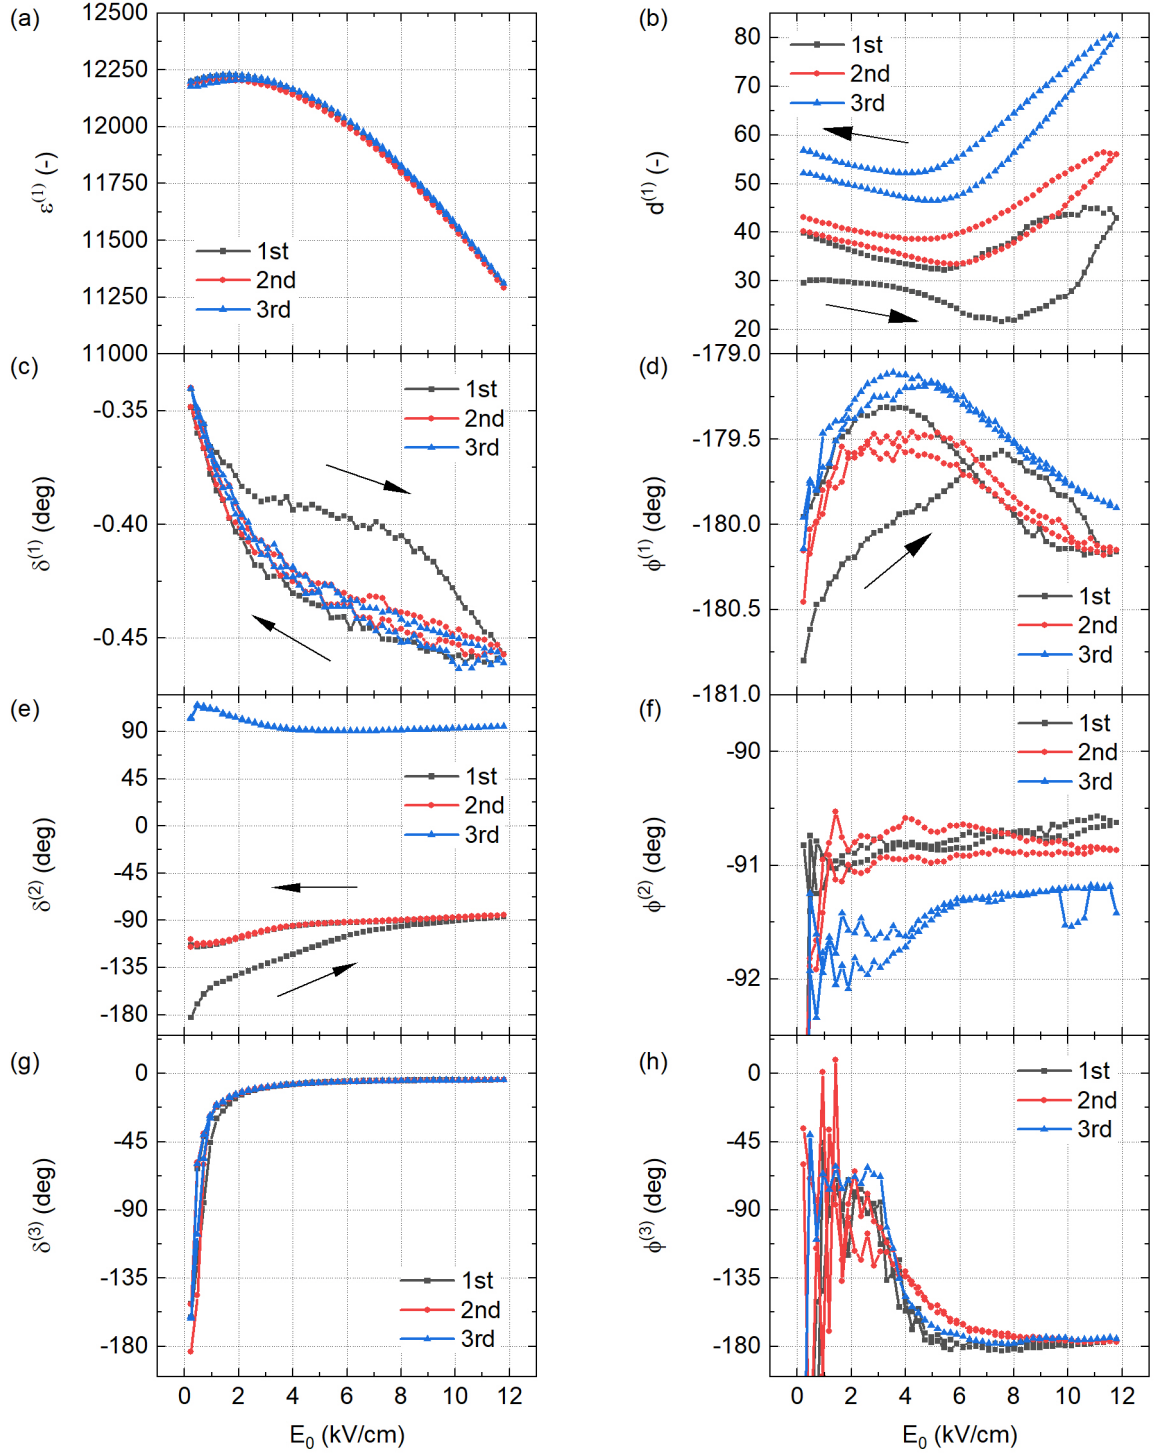 (a)
12500
12250
12000
11750
11500
11250
11000
ε(1) (-)
1st
2nd
3rd
(b)
80
70
60
50
40
30
20
d(1) (-)
1st
2nd
3rd
(c)
-0.35
-0.40
-0.45
δ(1) (deg)
1st
2nd
3rd
(d)
-179.0
-179.5
-180.0
-180.5
-181.0
ϕ(1) (deg)
1st
2nd
3rd
(e)
90
45
0
-45
-90
-135
-180
δ(2) (deg)
1st
2nd
3rd
(f)
-90
-91
-92
ϕ(2) (deg)
1st
2nd
3rd
(g)
0
-45
-90
-135
-180
δ(3) (deg)
1st
2nd
3rd
0 2 4 6 8 10 12
E0 (kV/cm)
(h)
0
-45
-90
-135
-180
ϕ(3) (deg)
1st
2nd
3rd
0 2 4 6 8 10 12
E0 (kV/cm)